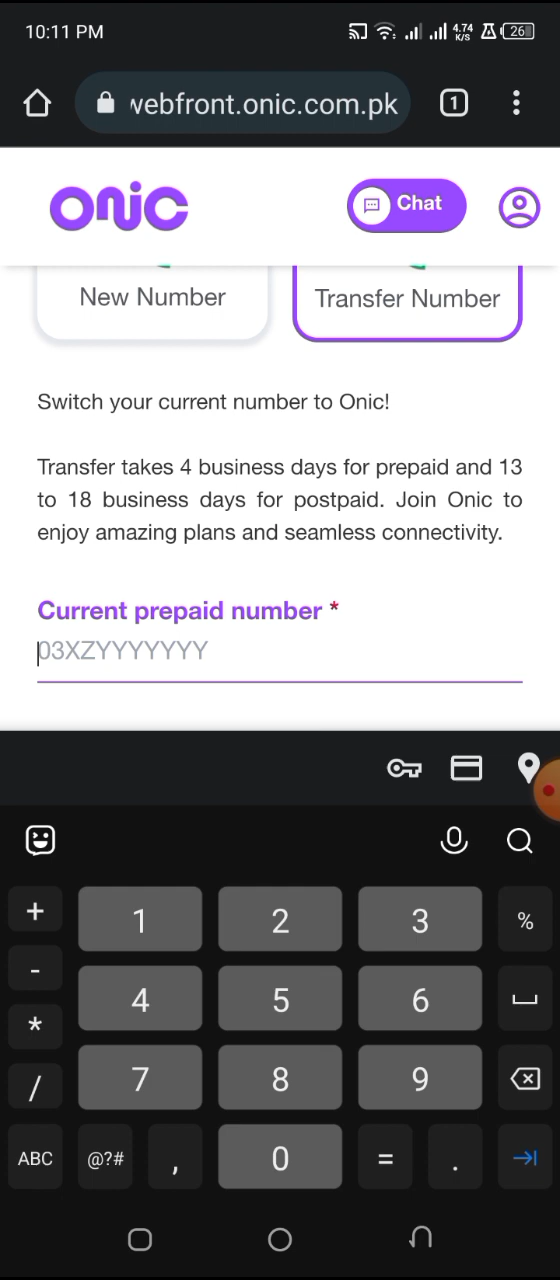 10:11 PM
4.74
K/S
26
webfront.onic.com.pk
1
onic
Chat
New Number
Transfer Number
Switch your current number to Onic!
Transfer takes 4 business days for prepaid and 13
to 18 business days for postpaid. Join Onic to
enjoy amazing plans and seamless connectivity.
Current prepaid number *
03XZYYYYYYY
+ 1 2 3 %
- 4 5 6
*
/ 7 8 9
ABC @?# , 0 = .